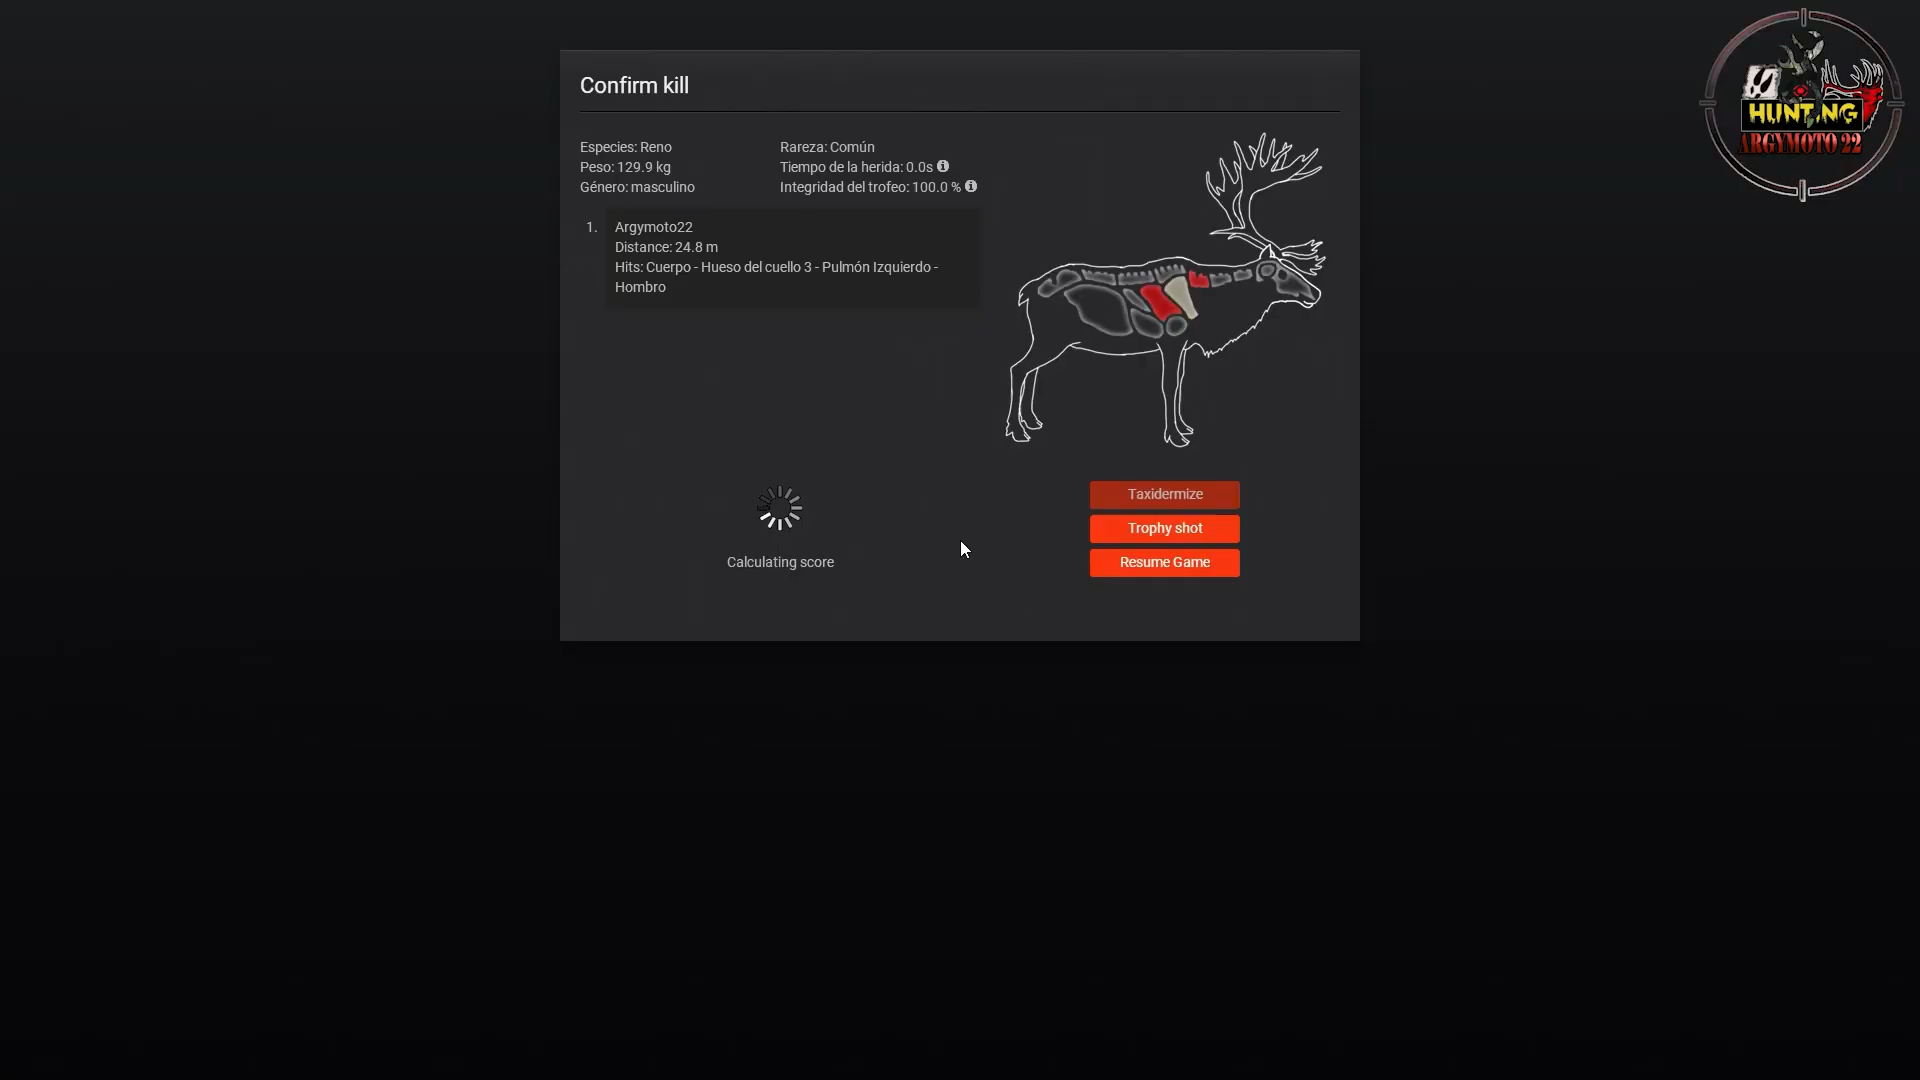 Confirm kill
Especies: Reno
Peso: 129.9 kg
Género: masculino
Rareza: Común
Tiempo de la herida: 0.0s
Integridad del trofeo: 100.0 %
1.
Argymoto22
Distance: 24.8 m
Hits: Cuerpo - Hueso del cuello 3 - Pulmón Izquierdo -
Hombro
Calculating score
Taxidermize
Trophy shot
Resume Game
HUNTING
ARGYMOTO 22